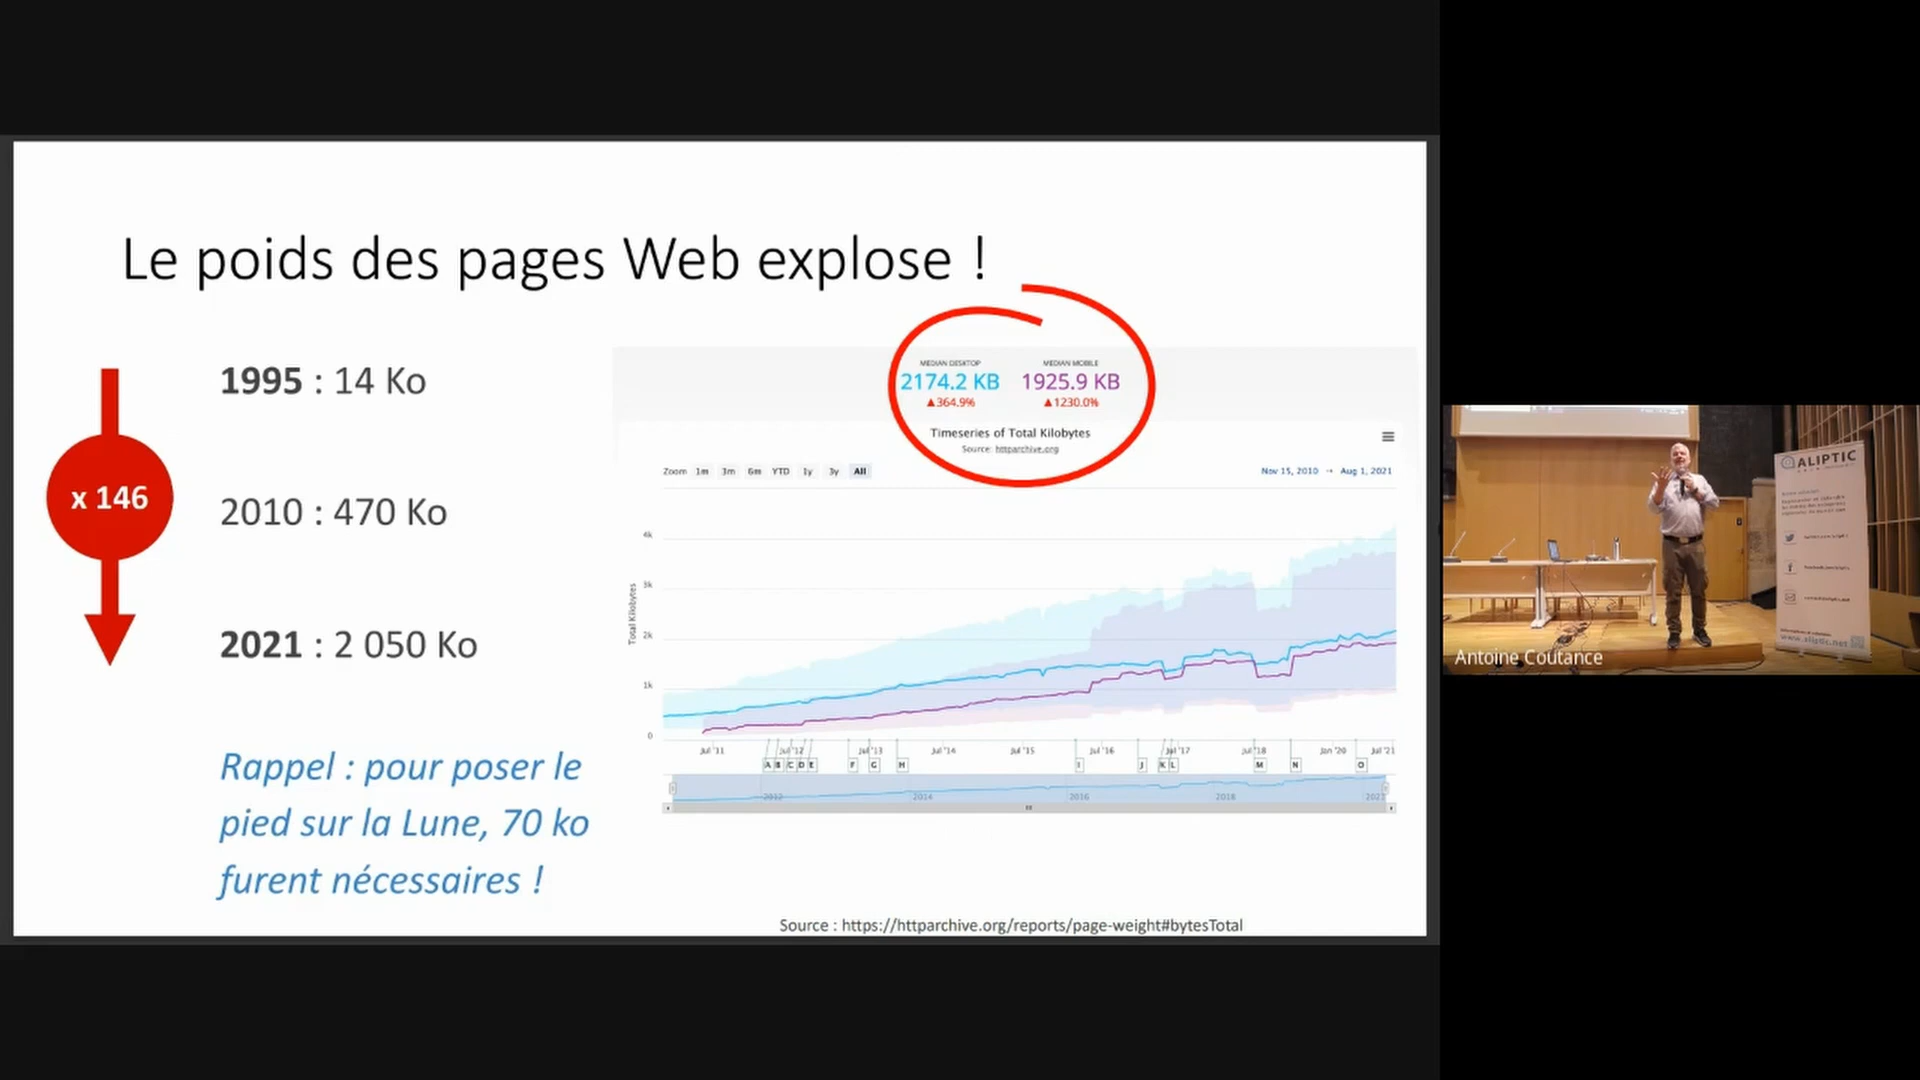 Le poids des pages Web explose !
x 146
1995 : 14 Ko
2010 : 470 Ko
2021 : 2 050 Ko
Rappel : pour poser le
pied sur la Lune, 70 ko
furent nécessaires !
MEDIAN DESKTOP
2174.2 KB
▲364.9%
MEDIAN MOBILE
1925.9 KB
▲1230.0%
Timeseries of Total Kilobytes
Source: httparchive.org
Zoom 1m 3m 6m YTD 1y 3y All
Nov 15, 2010 → Aug 1, 2021
Total Kilobytes
4k
3k
2k
1k
0
Jul '11 Jul '12 Jul '13 Jul '14 Jul '15 Jul '16 Jul '17 Jul '18 Jan '20 Jul '21
A B C D E F G H I J K L M N O
2012 2014 2016 2018 2021
Source : https://httparchive.org/reports/page-weight#bytesTotal
ALIPTIC
www.aliptic.net
Antoine Coutance